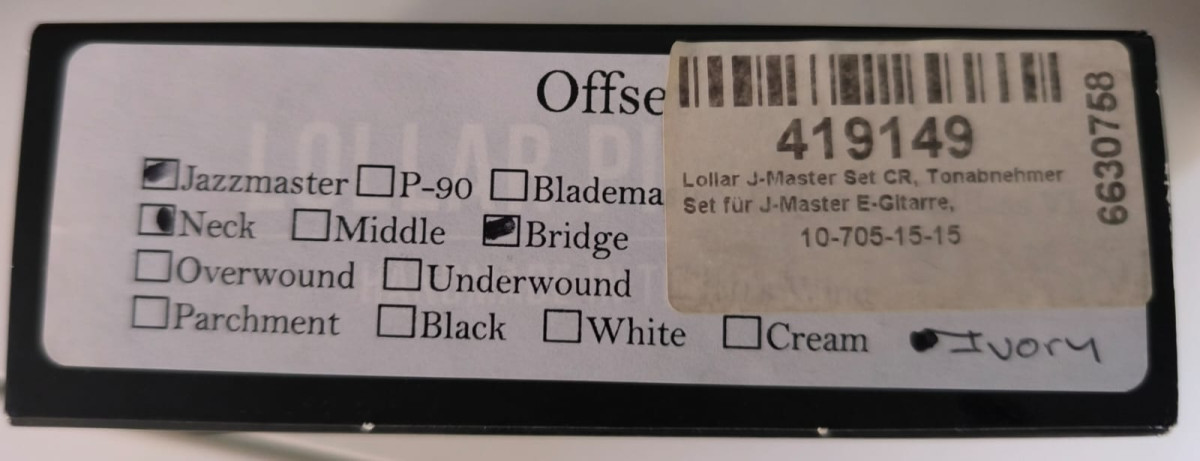 Offse
Jazzmaster P-90 Bladema
Neck Middle Bridge
Overwound Underwound
Parchment Black White Cream Ivory
419149
Lollar J-Master Set CR, Tonabnehmer
Set für J-Master E-Gitarre,
10-705-15-15
6630758